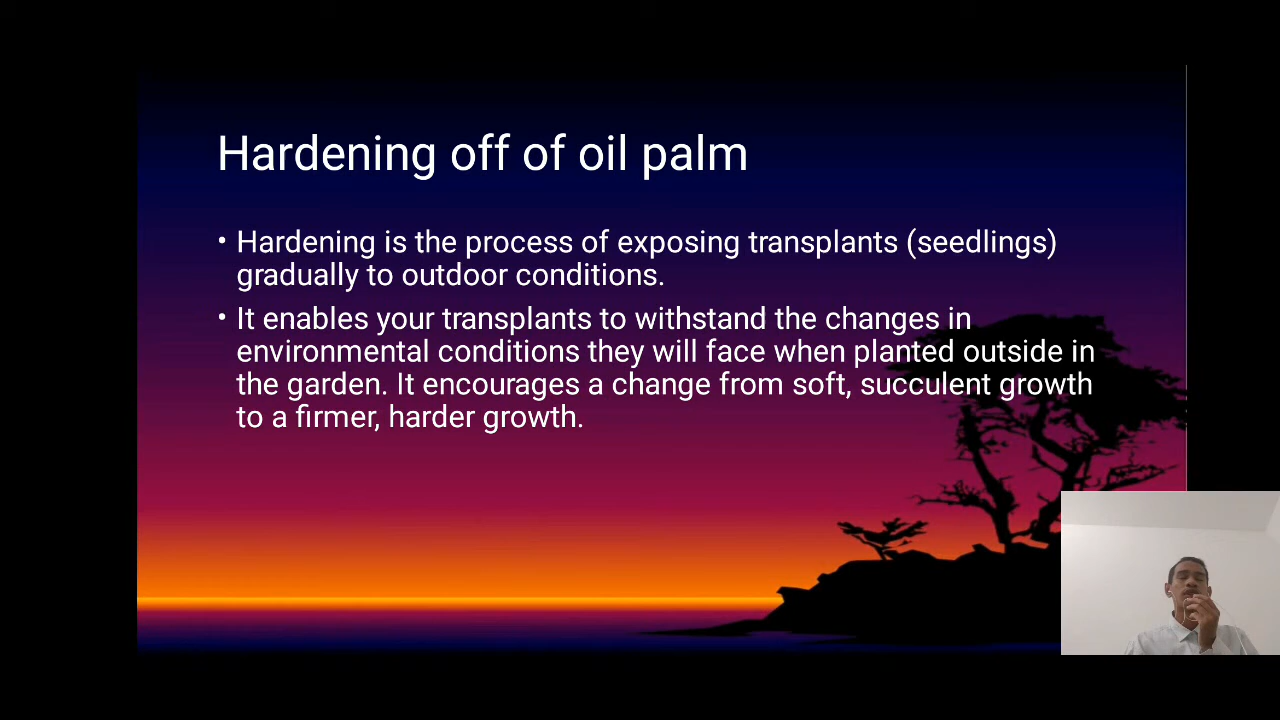 Hardening off of oil palm
• Hardening is the process of exposing transplants (seedlings)
gradually to outdoor conditions.
• It enables your transplants to withstand the changes in
environmental conditions they will face when planted outside in
the garden. It encourages a change from soft, succulent growth
to a firmer, harder growth.